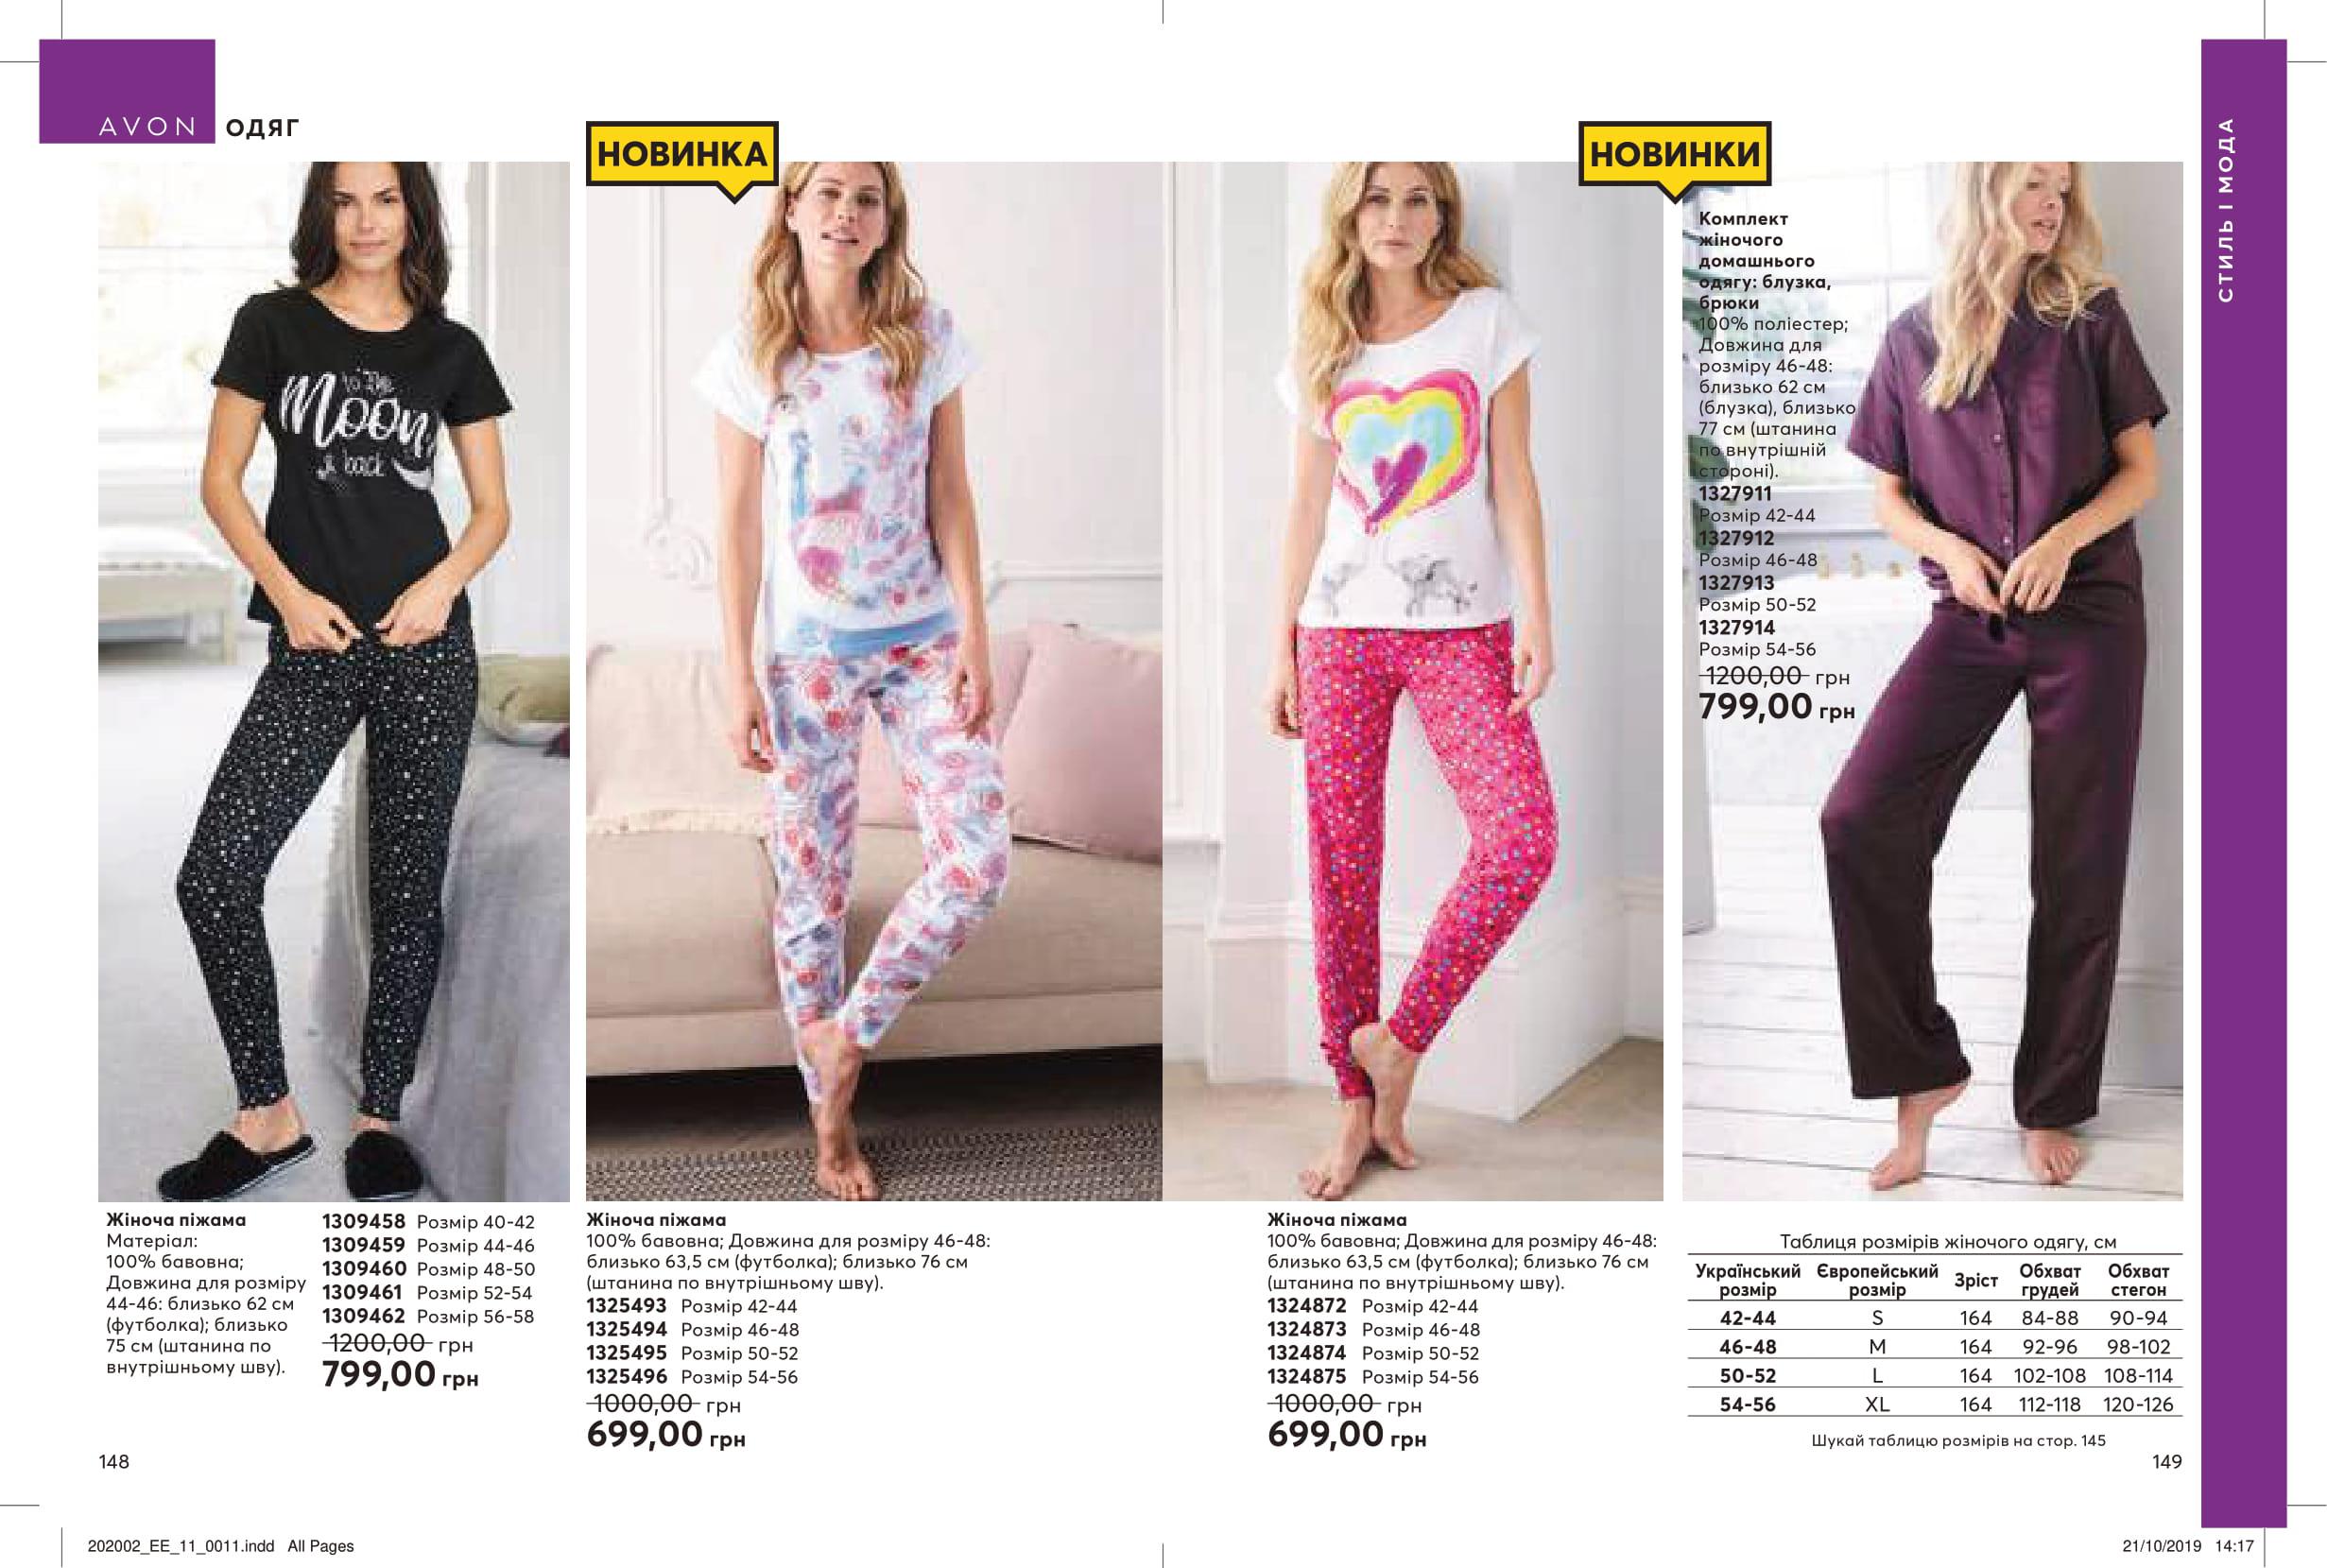 AVON ОДЯГ
НОВИНКА
НОВИНКИ
СТИЛЬ І МОДА
to the
Moon
& back
Комплект
жіночого
домашнього
одягу: блузка,
брюки
100% поліестер;
Довжина для
розміру 46-48:
близько 62 см
(блузка), близько
77 см (штанина
по внутрішній
стороні).
1327911
Розмір 42-44
1327912
Розмір 46-48
1327913
Розмір 50-52
1327914
Розмір 54-56
1200,00 грн
799,00 грн
Жіноча піжама
Матеріал:
100% бавовна;
Довжина для розміру
44-46: близько 62 см
(футболка); близько
75 см (штанина по
внутрішньому шву).
1309458 Розмір 40-42
1309459 Розмір 44-46
1309460 Розмір 48-50
1309461 Розмір 52-54
1309462 Розмір 56-58
1200,00 грн
799,00 грн
Жіноча піжама
100% бавовна; Довжина для розміру 46-48:
близько 63,5 см (футболка); близько 76 см
(штанина по внутрішньому шву).
1325493 Розмір 42-44
1325494 Розмір 46-48
1325495 Розмір 50-52
1325496 Розмір 54-56
1000,00 грн
699,00 грн
Жіноча піжама
100% бавовна; Довжина для розміру 46-48:
близько 63,5 см (футболка); близько 76 см
(штанина по внутрішньому шву).
1324872 Розмір 42-44
1324873 Розмір 46-48
1324874 Розмір 50-52
1324875 Розмір 54-56
1000,00 грн
699,00 грн
Таблиця розмірів жіночого одягу, см
Український розмір Європейський розмір Зріст Обхват грудей Обхват стегон
42-44 S 164 84-88 90-94
46-48 M 164 92-96 98-102
50-52 L 164 102-108 108-114
54-56 XL 164 112-118 120-126
Шукай таблицю розмірів на стор. 145
148
149
202002_EE_11_0011.indd All Pages
21/10/2019 14:17